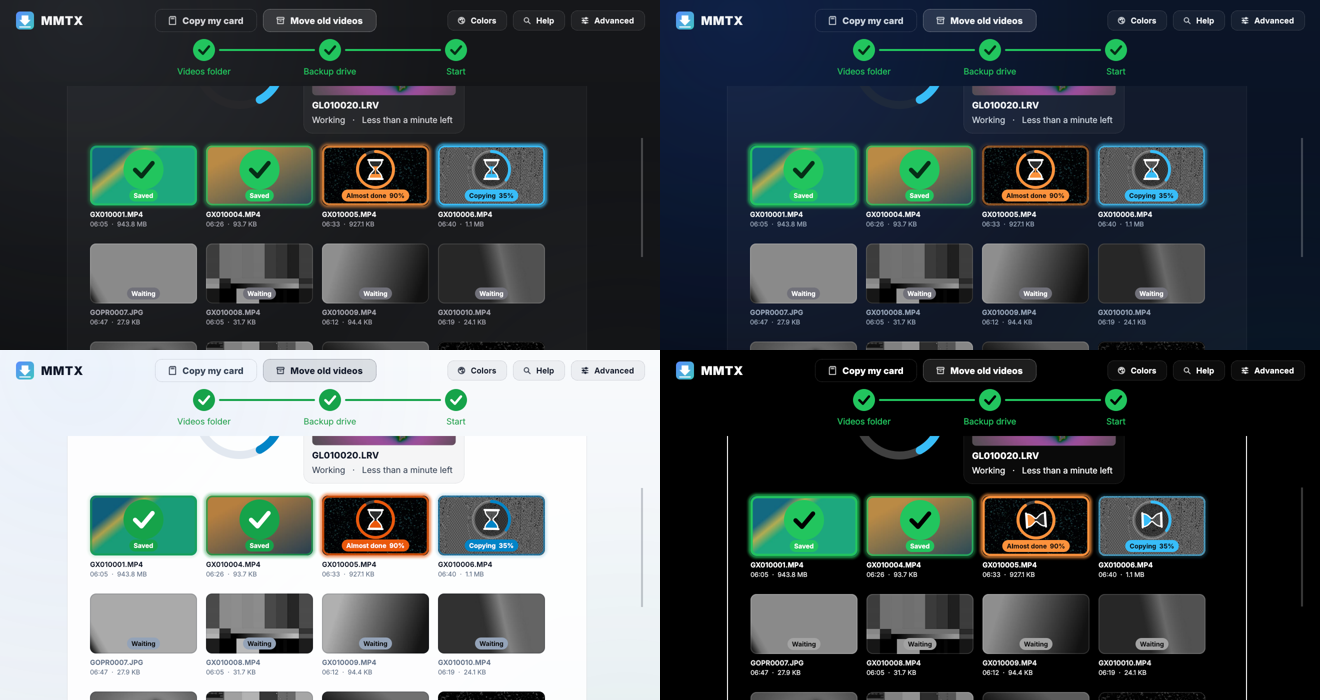 MMTX Copy my card Move old videos Colors Help Advanced
Videos folder Backup drive Start
GL010020.LRV
Working · Less than a minute left
Saved Saved Almost done 90% Copying 35%
GX010001.MP4 GX010004.MP4 GX010005.MP4 GX010006.MP4
06:05 · 943.8 MB 06:26 · 93.7 KB 06:33 · 927.1 KB 06:40 · 1.1 MB
Waiting Waiting Waiting Waiting
GOPR0007.JPG GX010008.MP4 GX010009.MP4 GX010010.MP4
06:47 · 27.9 KB 06:05 · 31.7 KB 06:12 · 94.4 KB 06:19 · 24.1 KB
MMTX Copy my card Move old videos Colors Help Advanced
Videos folder Backup drive Start
GL010020.LRV
Working · Less than a minute left
Saved Saved Almost done 90% Copying 35%
GX010001.MP4 GX010004.MP4 GX010005.MP4 GX010006.MP4
06:05 · 943.8 MB 06:26 · 93.7 KB 06:33 · 927.1 KB 06:40 · 1.1 MB
Waiting Waiting Waiting Waiting
GOPR0007.JPG GX010008.MP4 GX010009.MP4 GX010010.MP4
06:47 · 27.9 KB 06:05 · 31.7 KB 06:12 · 94.4 KB 06:19 · 24.1 KB
MMTX Copy my card Move old videos Colors Help Advanced
Videos folder Backup drive Start
GL010020.LRV
Working · Less than a minute left
Saved Saved Almost done 90% Copying 35%
GX010001.MP4 GX010004.MP4 GX010005.MP4 GX010006.MP4
06:05 · 943.8 MB 06:26 · 93.7 KB 06:33 · 927.1 KB 06:40 · 1.1 MB
Waiting Waiting Waiting Waiting
GOPR0007.JPG GX010008.MP4 GX010009.MP4 GX010010.MP4
06:47 · 27.9 KB 06:05 · 31.7 KB 06:12 · 94.4 KB 06:19 · 24.1 KB
MMTX Copy my card Move old videos Colors Help Advanced
Videos folder Backup drive Start
GL010020.LRV
Working · Less than a minute left
Saved Saved Almost done 90% Copying 35%
GX010001.MP4 GX010004.MP4 GX010005.MP4 GX010006.MP4
06:05 · 943.8 MB 06:26 · 93.7 KB 06:33 · 927.1 KB 06:40 · 1.1 MB
Waiting Waiting Waiting Waiting
GOPR0007.JPG GX010008.MP4 GX010009.MP4 GX010010.MP4
06:47 · 27.9 KB 06:05 · 31.7 KB 06:12 · 94.4 KB 06:19 · 24.1 KB